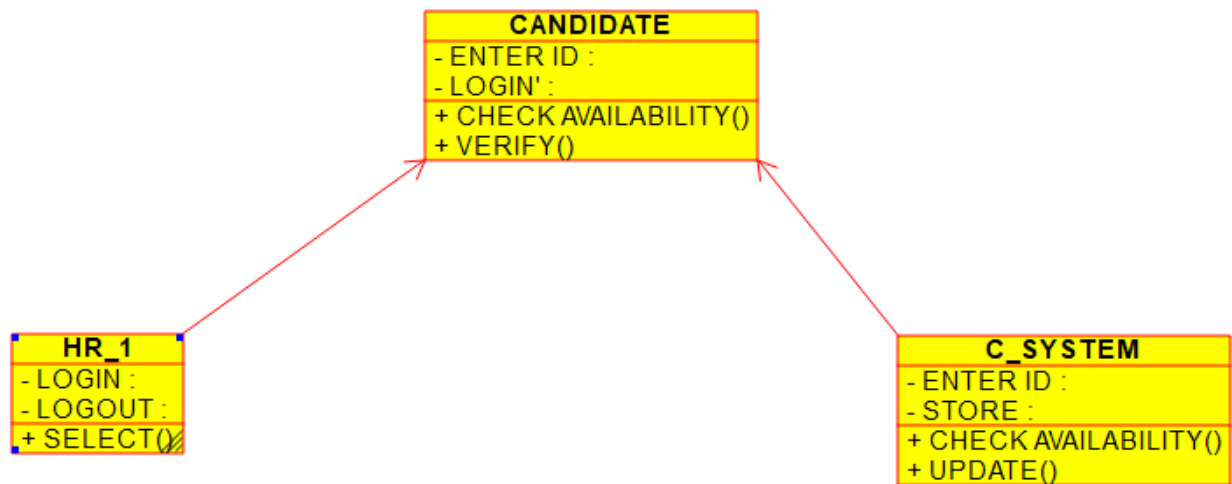 CANDIDATE
- ENTER ID :
- LOGIN' :
+ CHECK AVAILABILITY()
+ VERIFY()
HR_1
- LOGIN :
- LOGOUT :
+ SELECT()
C_SYSTEM
- ENTER ID :
- STORE :
+ CHECK AVAILABILITY()
+ UPDATE()